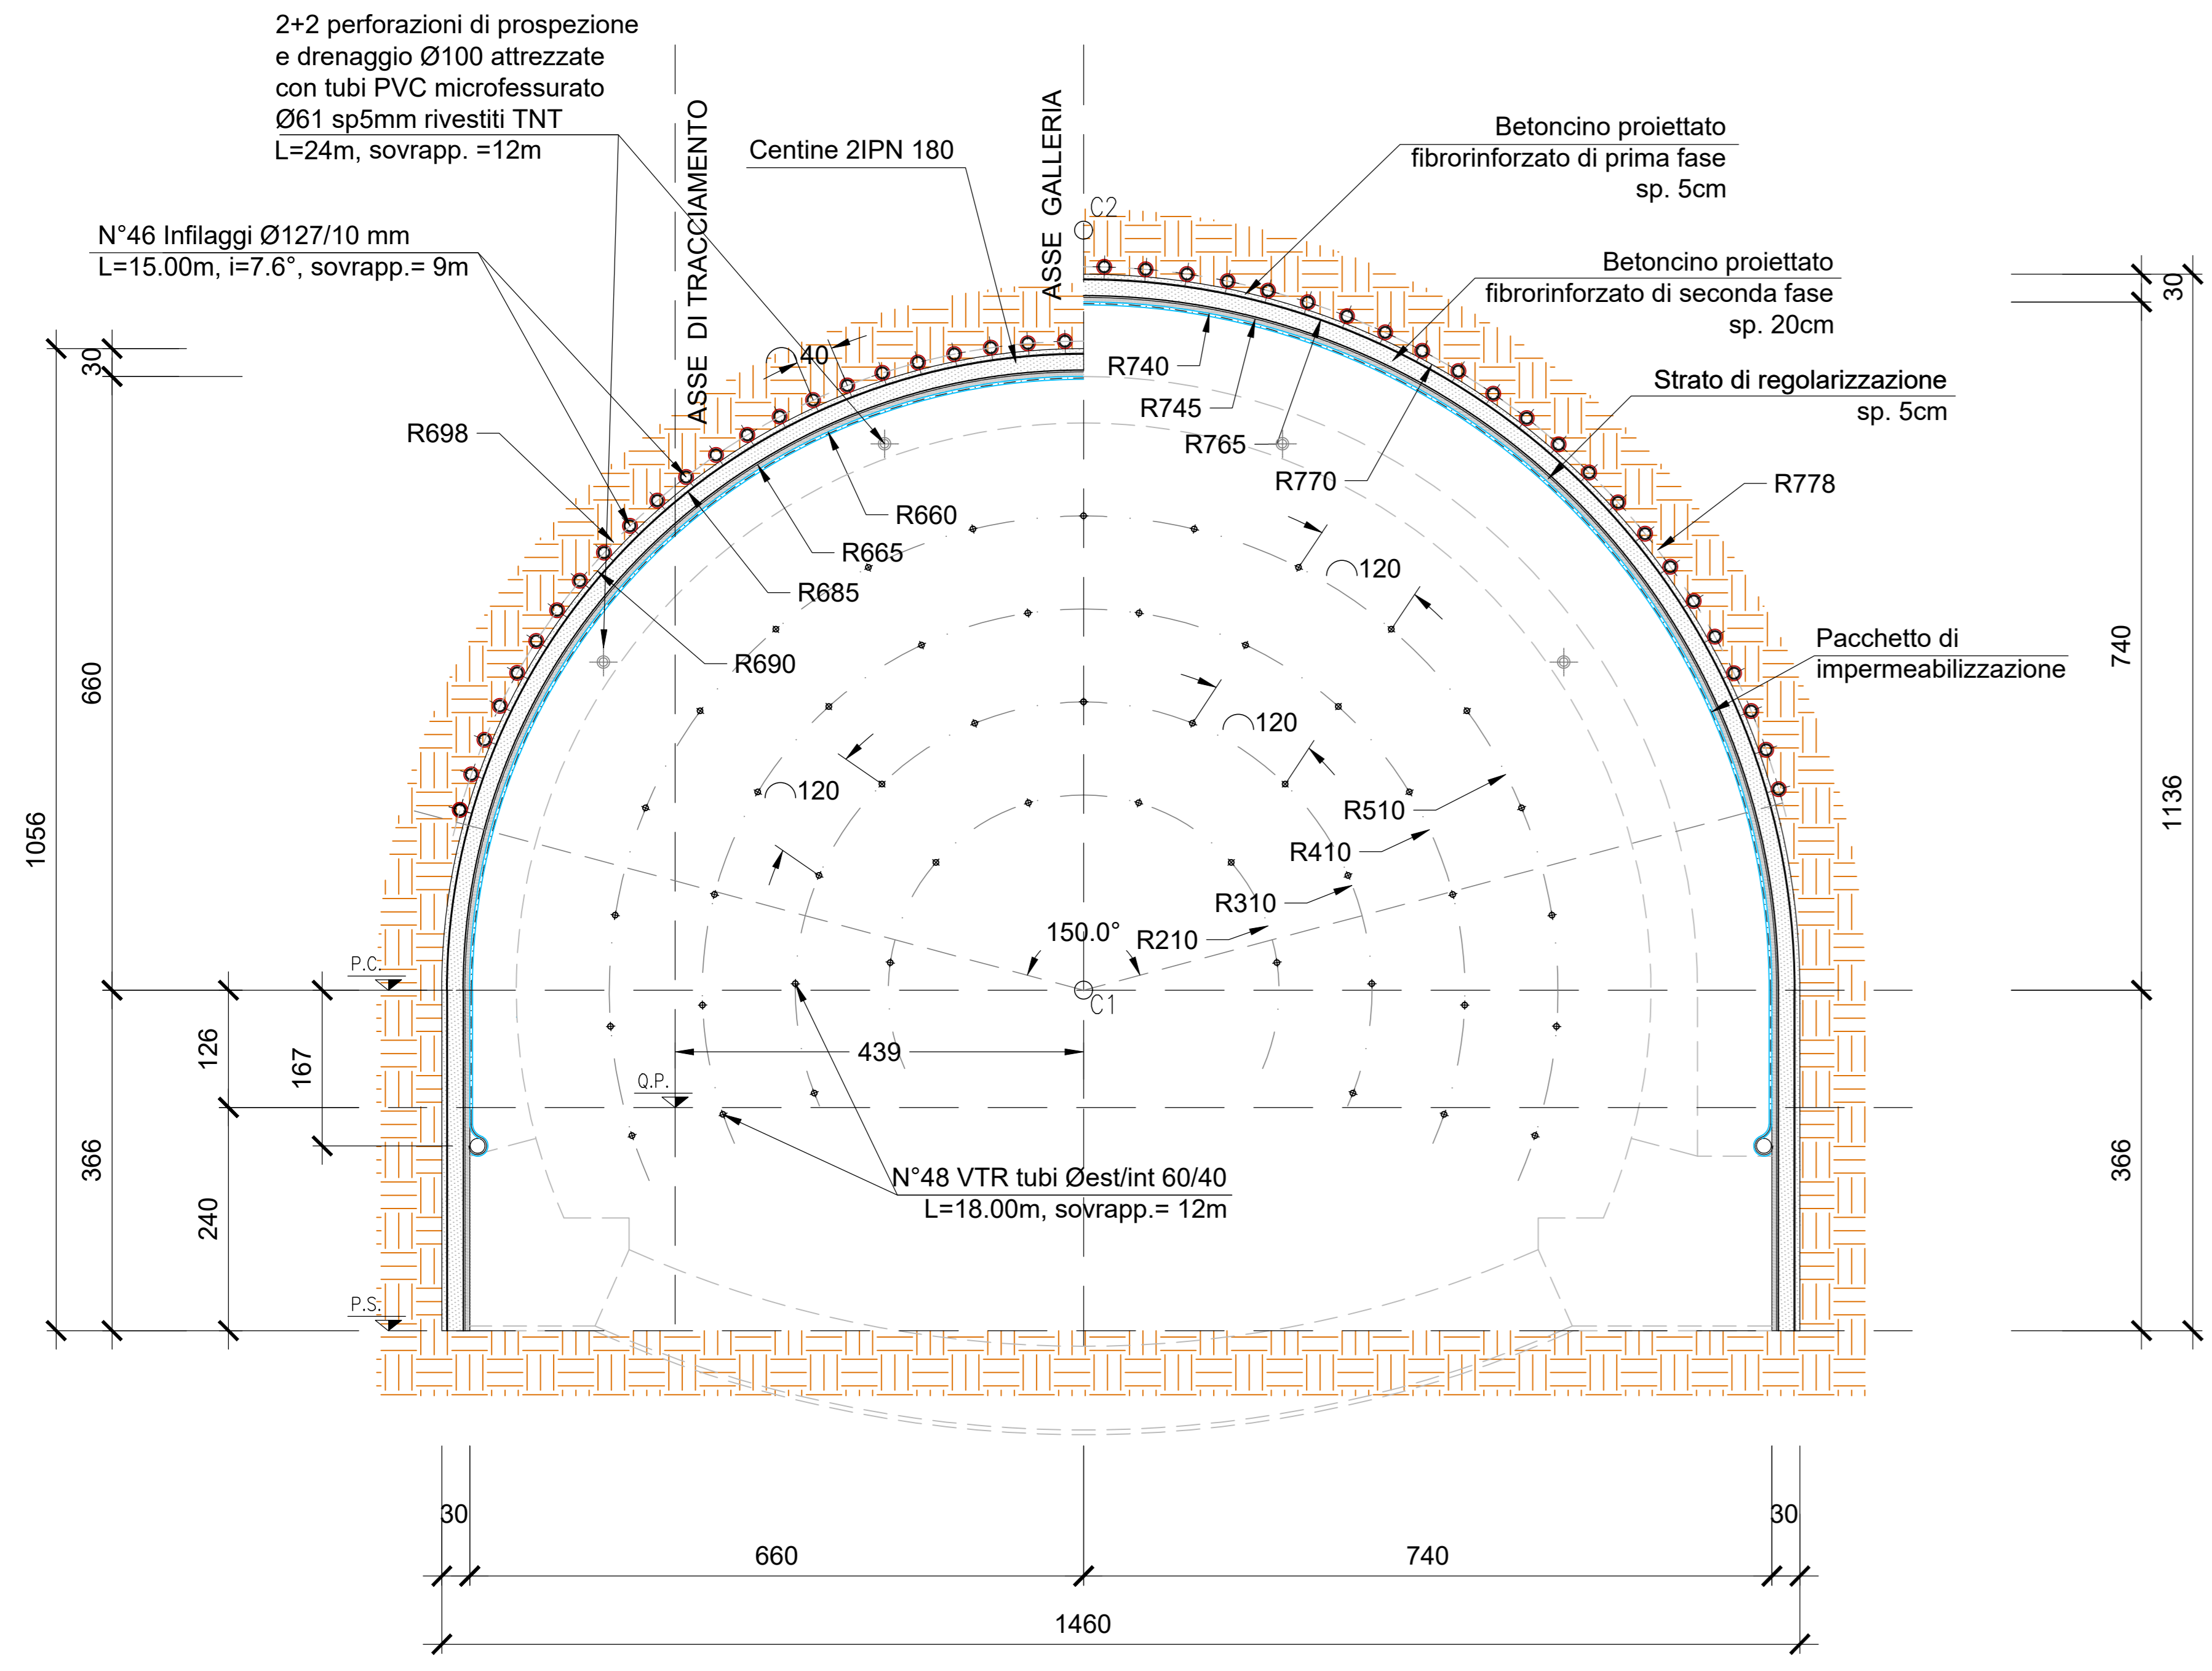 2+2 perforazioni di prospezione
e drenaggio Ø100 attrezzate
con tubi PVC microfessurato
Ø61 sp5mm rivestiti TNT
L=24m, sovrapp. =12m
N°46 Infilaggi Ø127/10 mm
L=15.00m, i=7.6°, sovrapp.= 9m
ASSE DI TRACCIAMENTO
Centine 2IPN 180
ASSE GALLERIA
C2
Betoncino proiettato
fibrorinforzato di prima fase
sp. 5cm
Betoncino proiettato
fibrorinforzato di seconda fase
sp. 20cm
Strato di regolarizzazione
sp. 5cm
Pacchetto di
impermeabilizzazione
40
R698
R660
R665
R685
R690
R740
R745
R765
R770
R778
120
120
120
R510
R410
R310
R210
150.0°
C1
439
P.C.
Q.P.
P.S.
N°48 VTR tubi Øest/int 60/40
L=18.00m, sovrapp.= 12m
30
660
1056
366
126
167
240
30
740
1136
366
30
660
740
30
1460